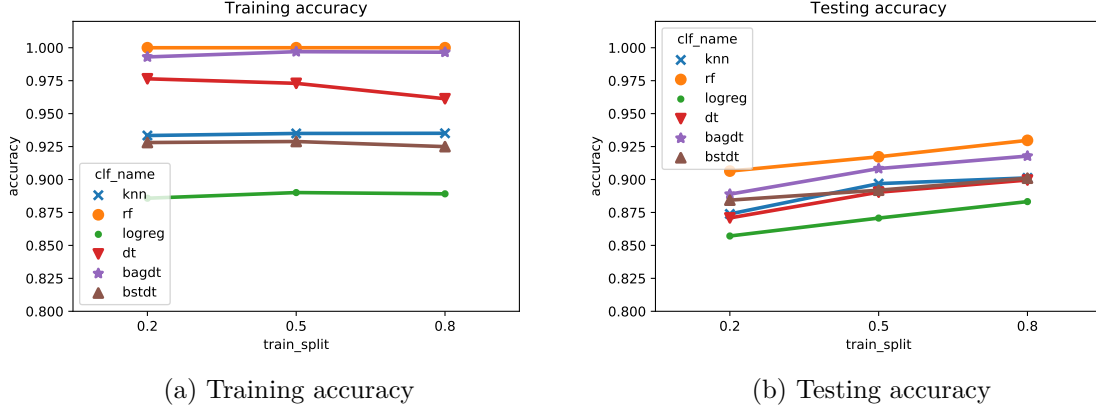 Training accuracy
1.000
0.975
0.950
0.925
0.900
0.875
0.850
0.825
0.800
accuracy
clf_name
knn
rf
logreg
dt
bagdt
bstdt
0.2 0.5 0.8
train_split
(a) Training accuracy
Testing accuracy
1.000
0.975
0.950
0.925
0.900
0.875
0.850
0.825
0.800
accuracy
clf_name
knn
rf
logreg
dt
bagdt
bstdt
0.2 0.5 0.8
train_split
(b) Testing accuracy